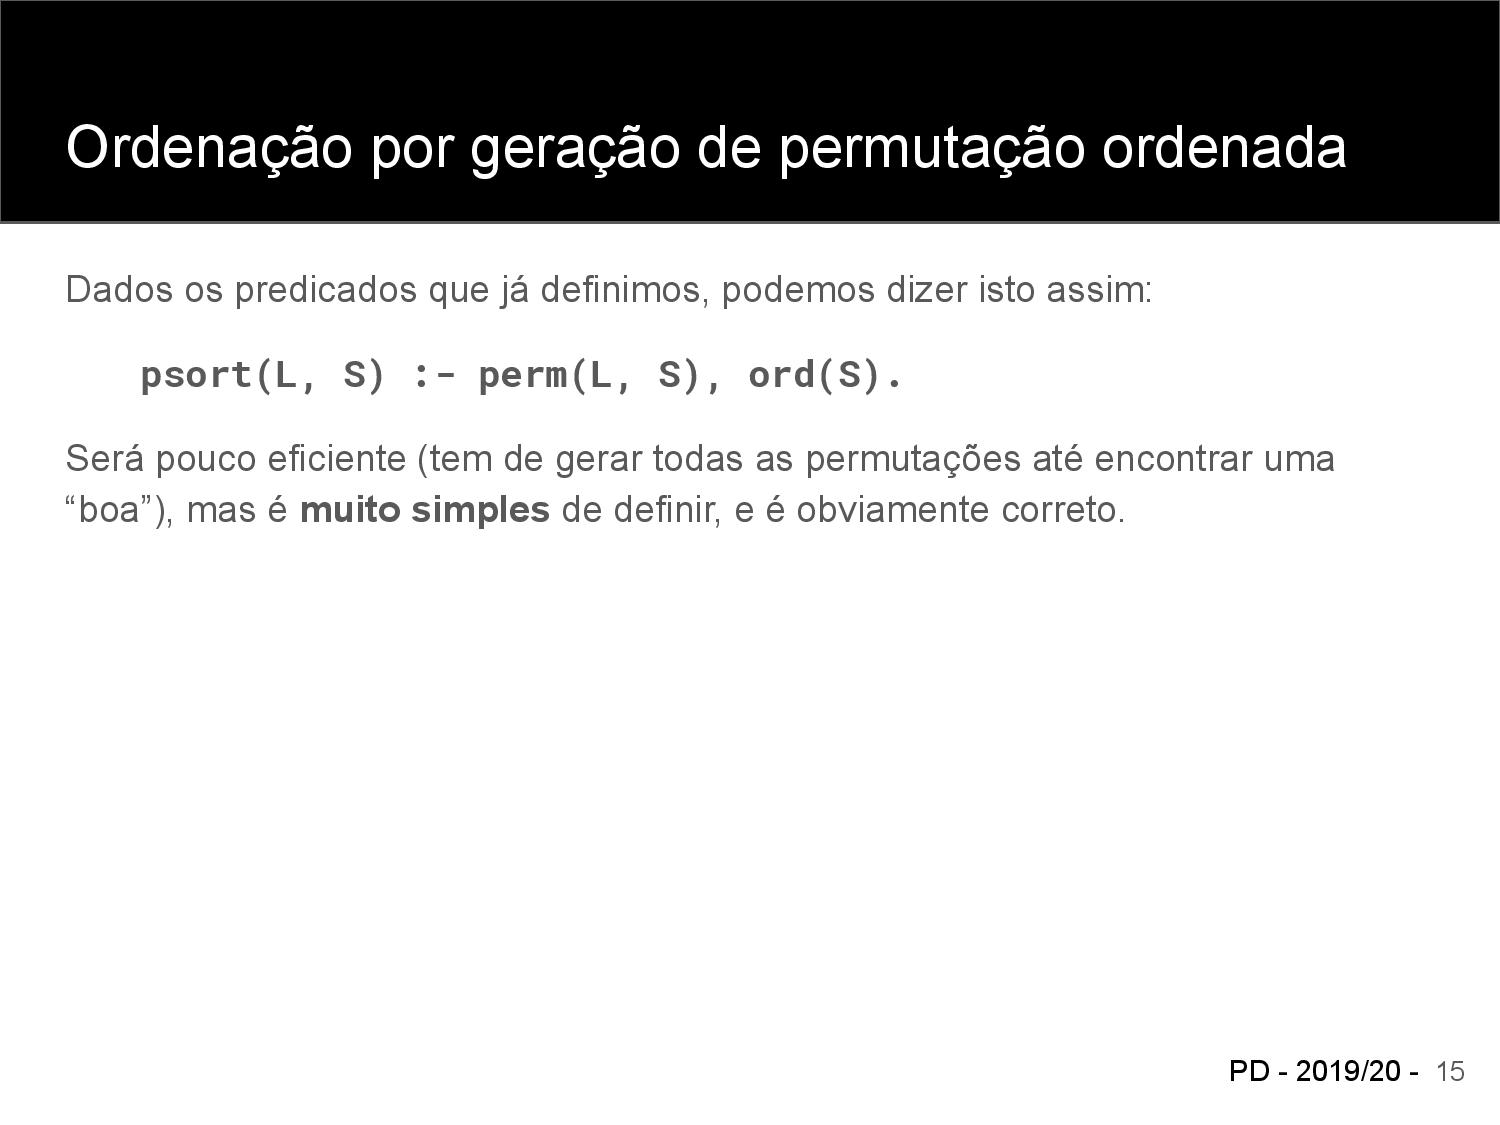 Ordenação por geração de permutação ordenada
Dados os predicados que já definimos, podemos dizer isto assim:
psort(L, S) :- perm(L, S), ord(S).
Será pouco eficiente (tem de gerar todas as permutações até encontrar uma
“boa”), mas é muito simples de definir, e é obviamente correto.
PD - 2019/20 - 15